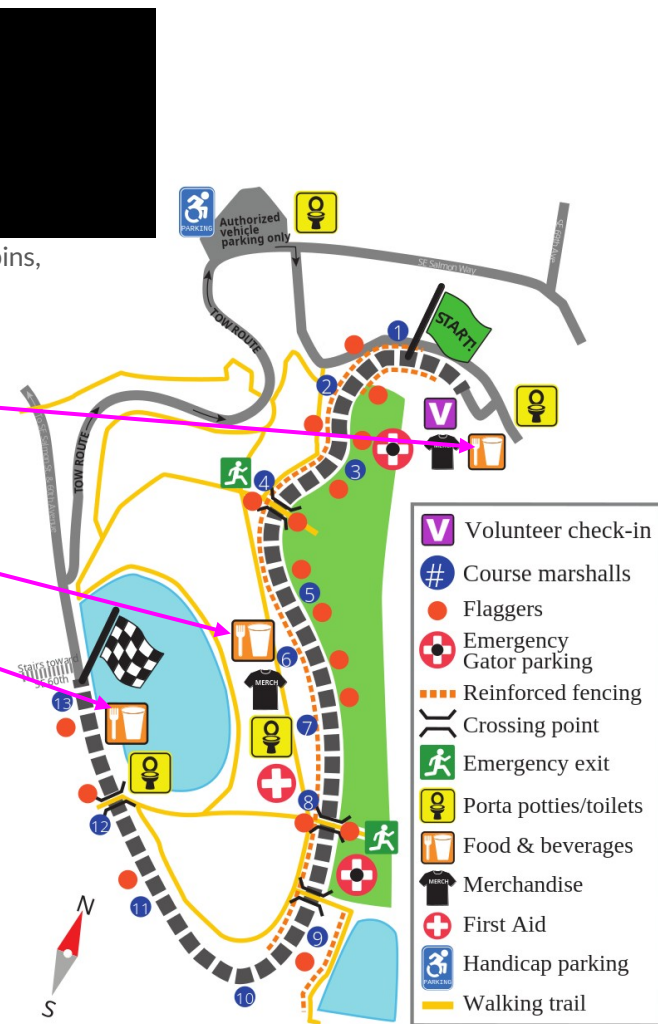 oins,
PARKING
Authorized
vehicle
parking only
SE Salmon Way
TOW ROUTE
START!
1
2
V
3
4
TOW ROUTE
5
6
MERCH
7
Stairs toward
SE 60th
13
8
12
11
9
10
N
S
V Volunteer check-in
# Course marshalls
Flaggers
Emergency
Gator parking
Reinforced fencing
Crossing point
Emergency exit
Porta potties/toilets
Food & beverages
MERCH Merchandise
First Aid
PARKING Handicap parking
Walking trail